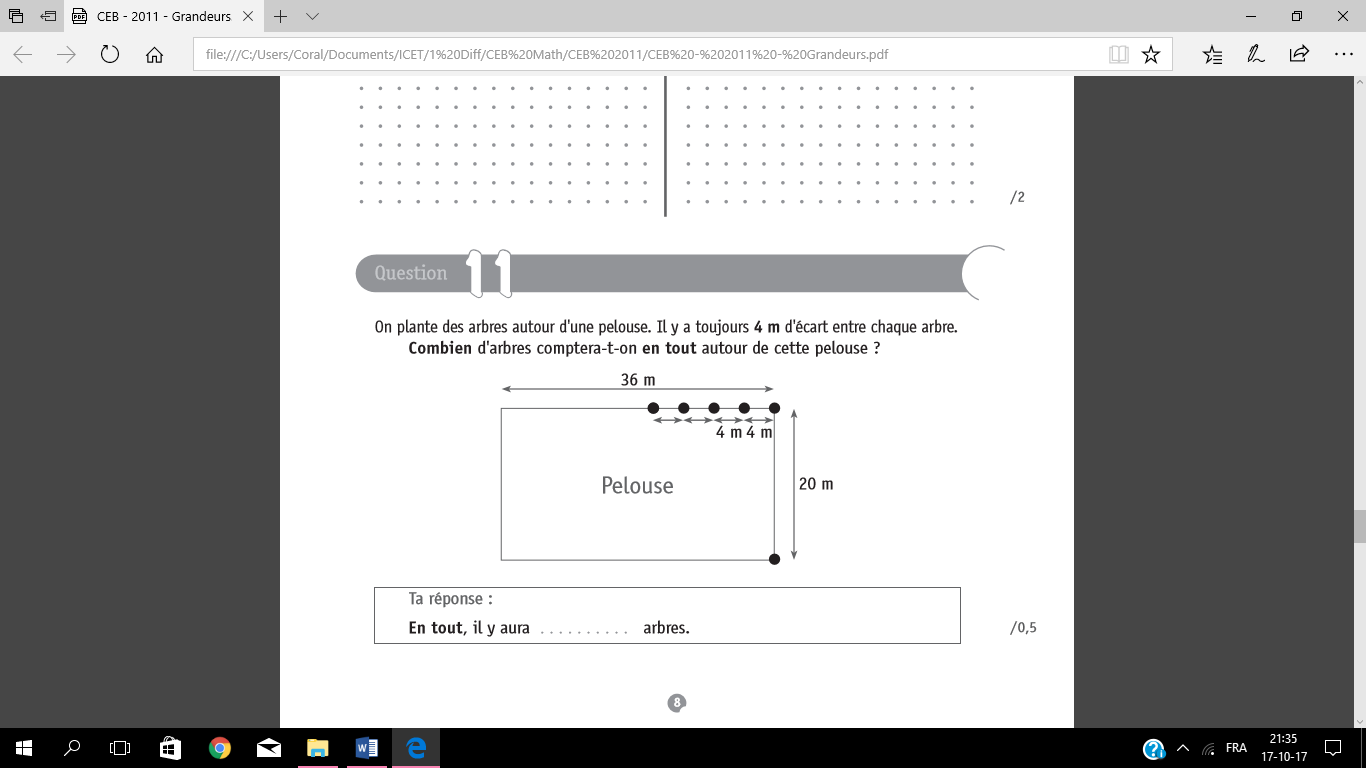 CEB - 2011 - Grandeurs
file:///C:/Users/Coral/Documents/ICET/1%20Diff/CEB%20Math/CEB%202011/CEB%20-%202011%20-%20Grandeurs.pdf
/2
Question 11
On plante des arbres autour d'une pelouse. Il y a toujours 4 m d'écart entre chaque arbre.
Combien d'arbres comptera-t-on en tout autour de cette pelouse ?
36 m
4 m 4 m
Pelouse
20 m
Ta réponse :
En tout, il y aura . . . . . . . . . . arbres.
/0,5
8
FRA
21:35
17-10-17